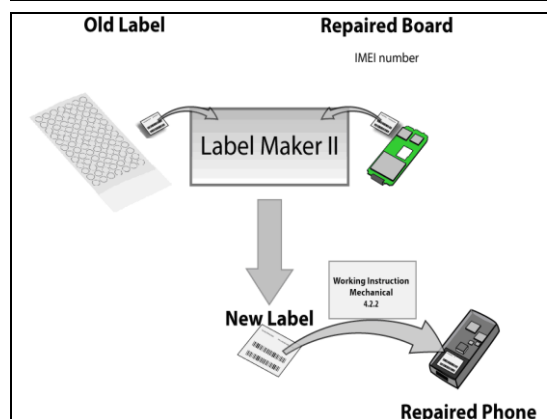 Old Label
Repaired Board
IMEI number
Label Maker II
Working Instruction
Mechanical
4.2.2
New Label
Repaired Phone